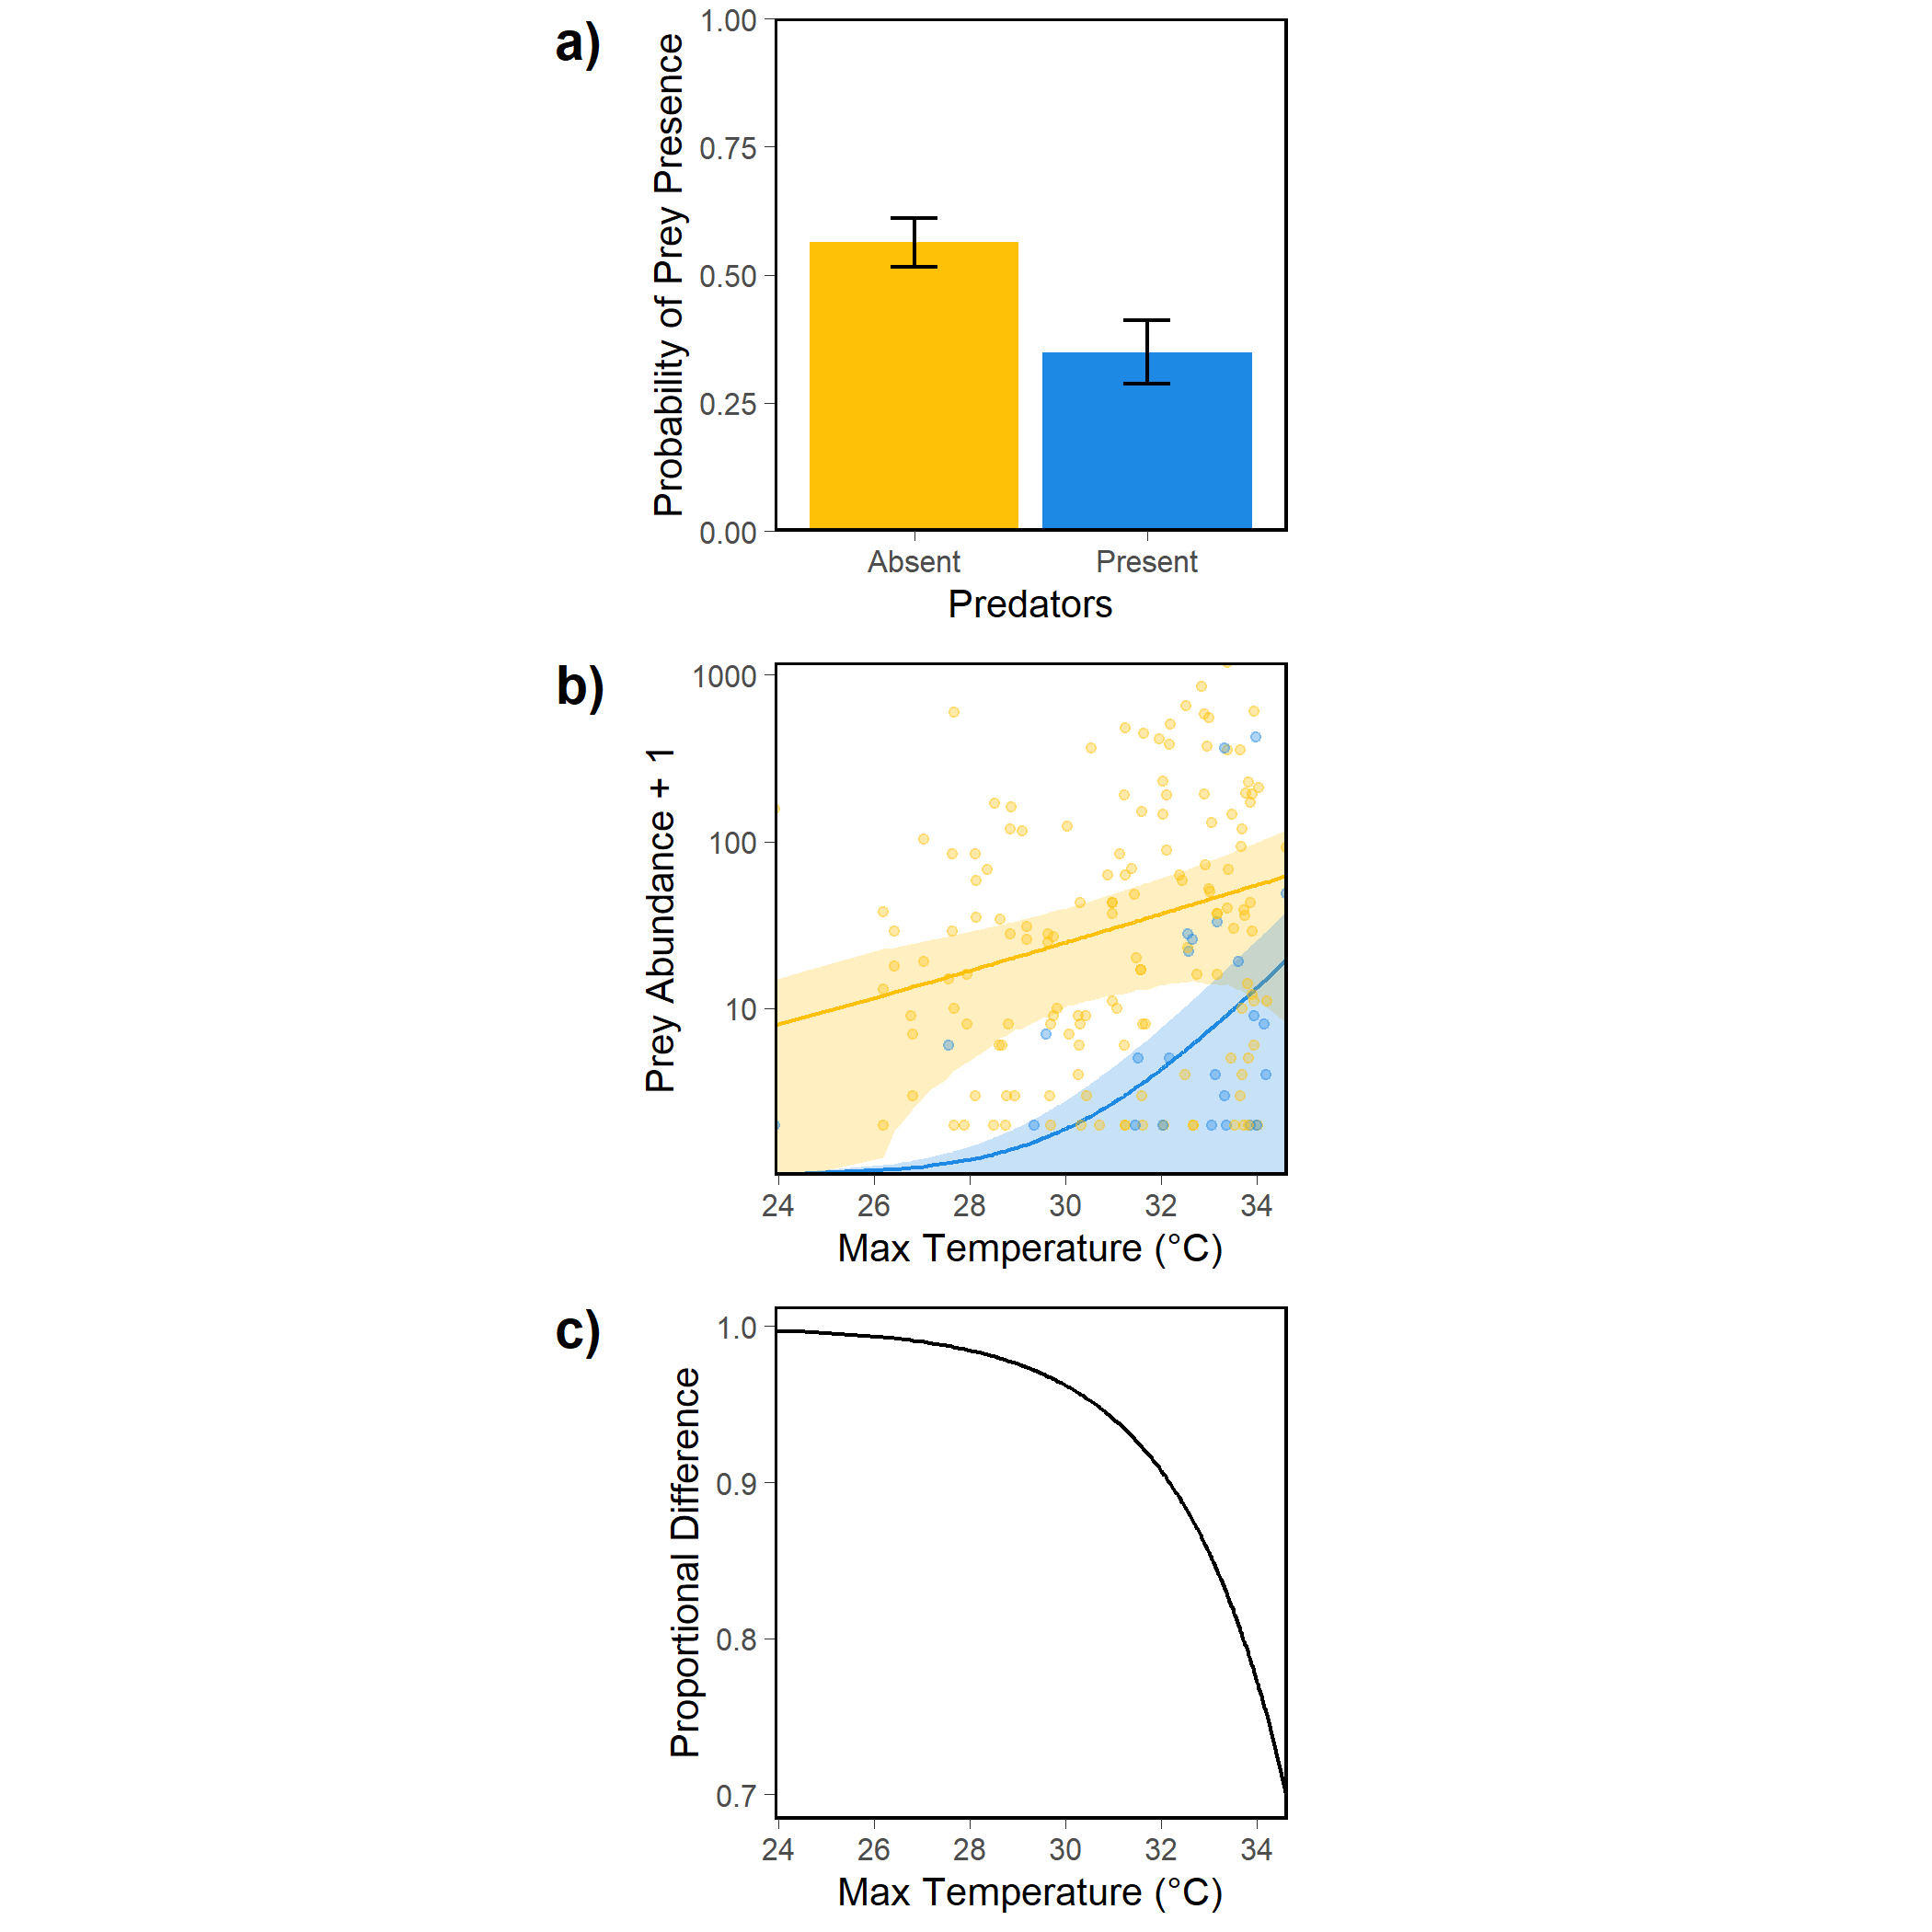 a)
Probability of Prey Presence
1.00
0.75
0.50
0.25
0.00
Absent Present
Predators
b)
Prey Abundance + 1
1000
100
10
24 26 28 30 32 34
Max Temperature (°C)
c)
Proportional Difference
1.0
0.9
0.8
0.7
24 26 28 30 32 34
Max Temperature (°C)